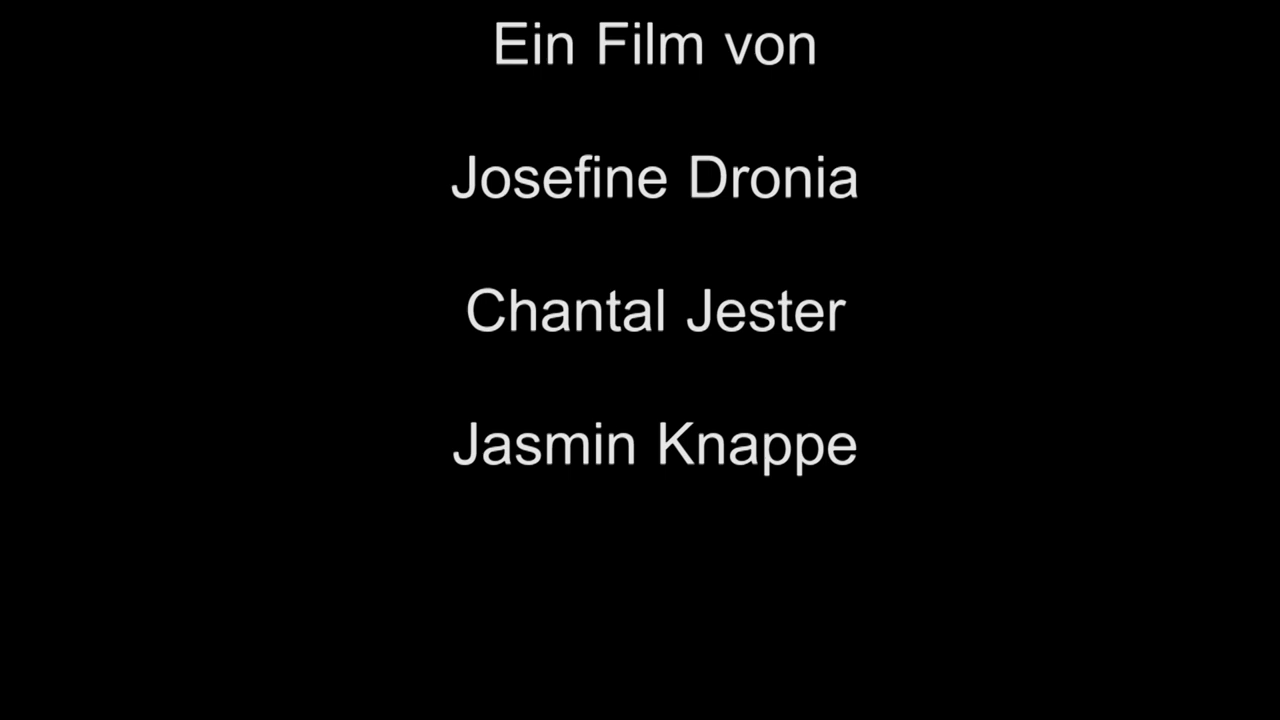 Ein Film von
Josefine Dronia
Chantal Jester
Jasmin Knappe